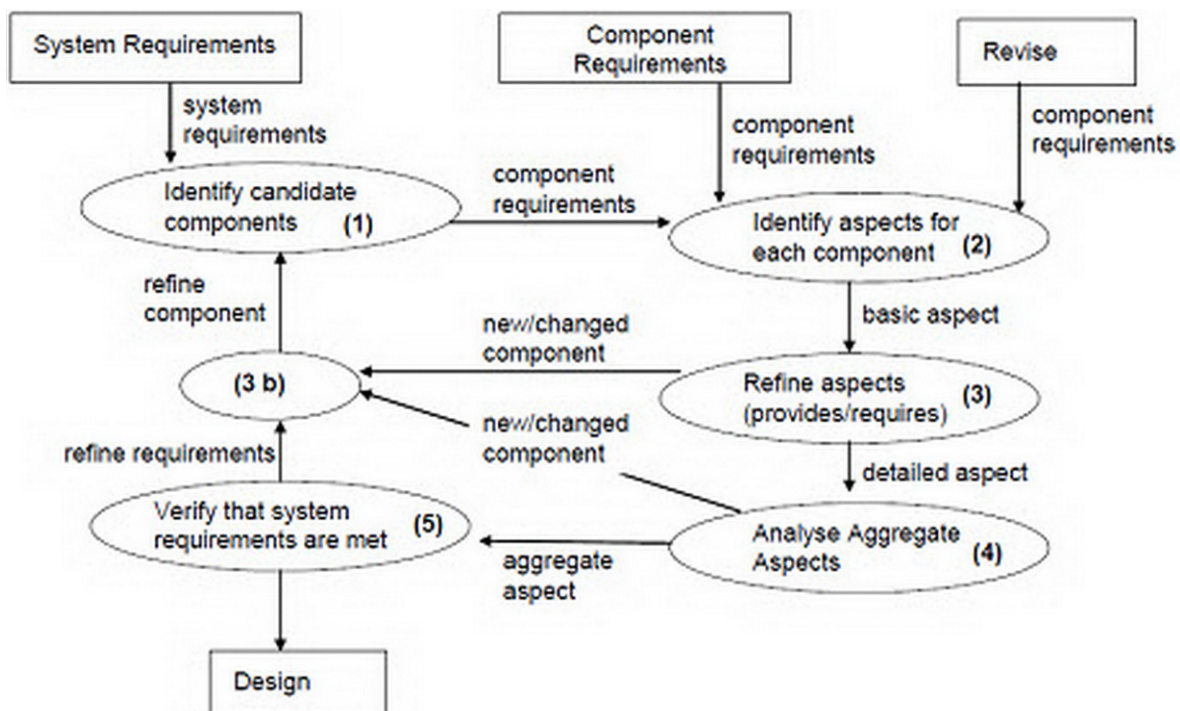 System Requirements
Component
Requirements
Revise
system
requirements
component
requirements
component
requirements
Identify candidate
components (1)
component
requirements
Identify aspects for
each component (2)
refine
component
basic aspect
new/changed
component
(3 b)
Refine aspects
(provides/requires) (3)
new/changed
component
refine requirements
detailed aspect
Verify that system
requirements are met (5)
Analyse Aggregate
Aspects (4)
aggregate
aspect
Design